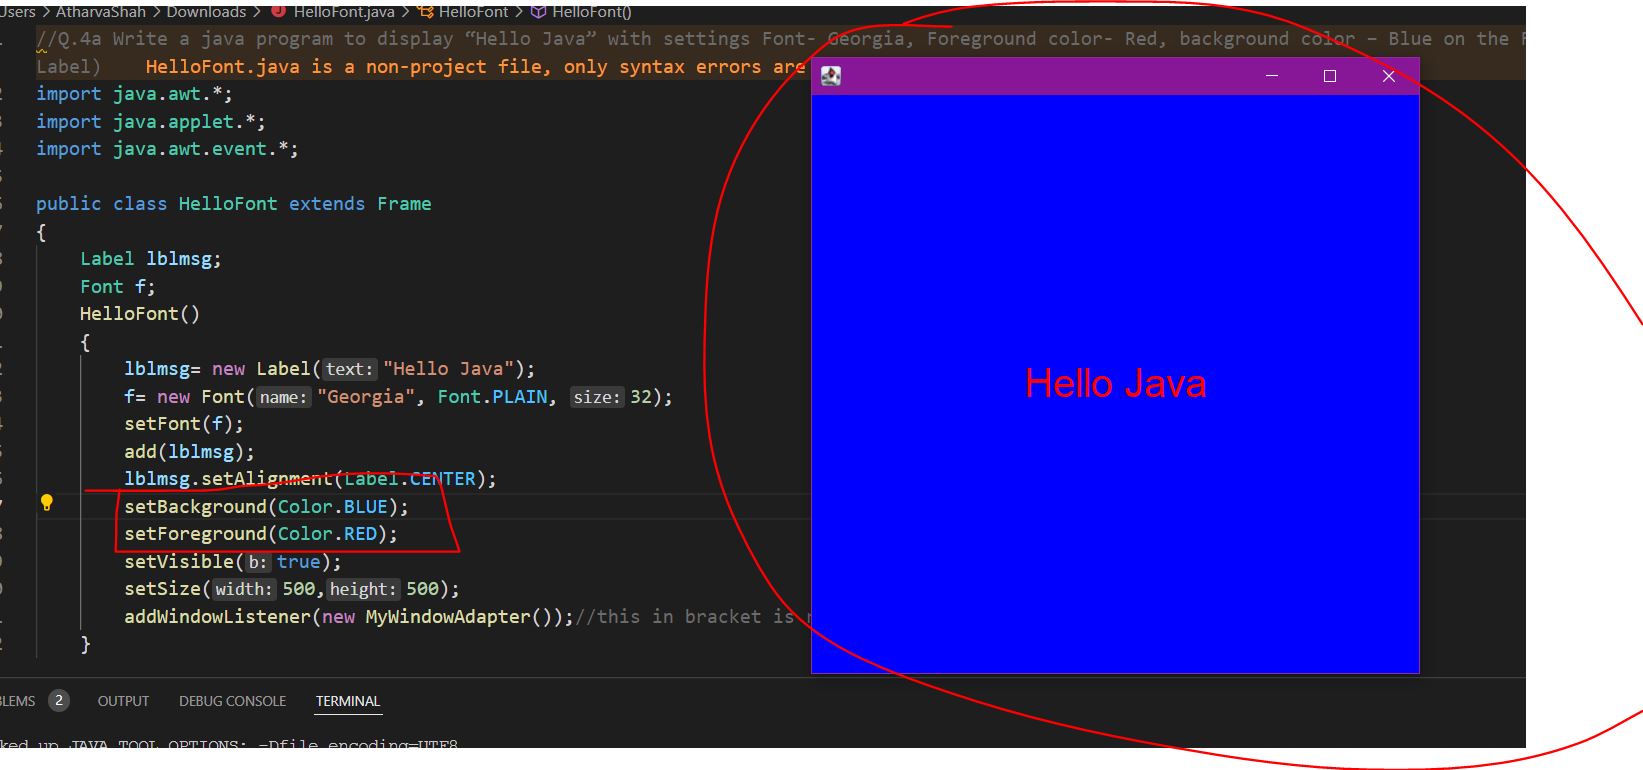 Users > AtharvaShah > Downloads > HelloFont.java > HelloFont > HelloFont()
//Q.4a Write a java program to display “Hello Java” with settings Font- Georgia, Foreground color- Red, background color – Blue on the
Label) HelloFont.java is a non-project file, only syntax errors are
import java.awt.*;
import java.applet.*;
import java.awt.event.*;
public class HelloFont extends Frame
{
Label lblmsg;
Font f;
HelloFont()
{
lblmsg= new Label(text: "Hello Java");
f= new Font(name: "Georgia", Font.PLAIN, size: 32);
setFont(f);
add(lblmsg);
lblmsg.setAlignment(Label.CENTER);
setBackground(Color.BLUE);
setForeground(Color.RED);
setVisible(b: true);
setSize(width: 500,height: 500);
addWindowListener(new MyWindowAdapter());//this in bracket is
}
Hello Java
BLEMS 2 OUTPUT DEBUG CONSOLE TERMINAL
ked up JAVA_TOOL_OPTIONS: -Dfile.encoding=UTF8